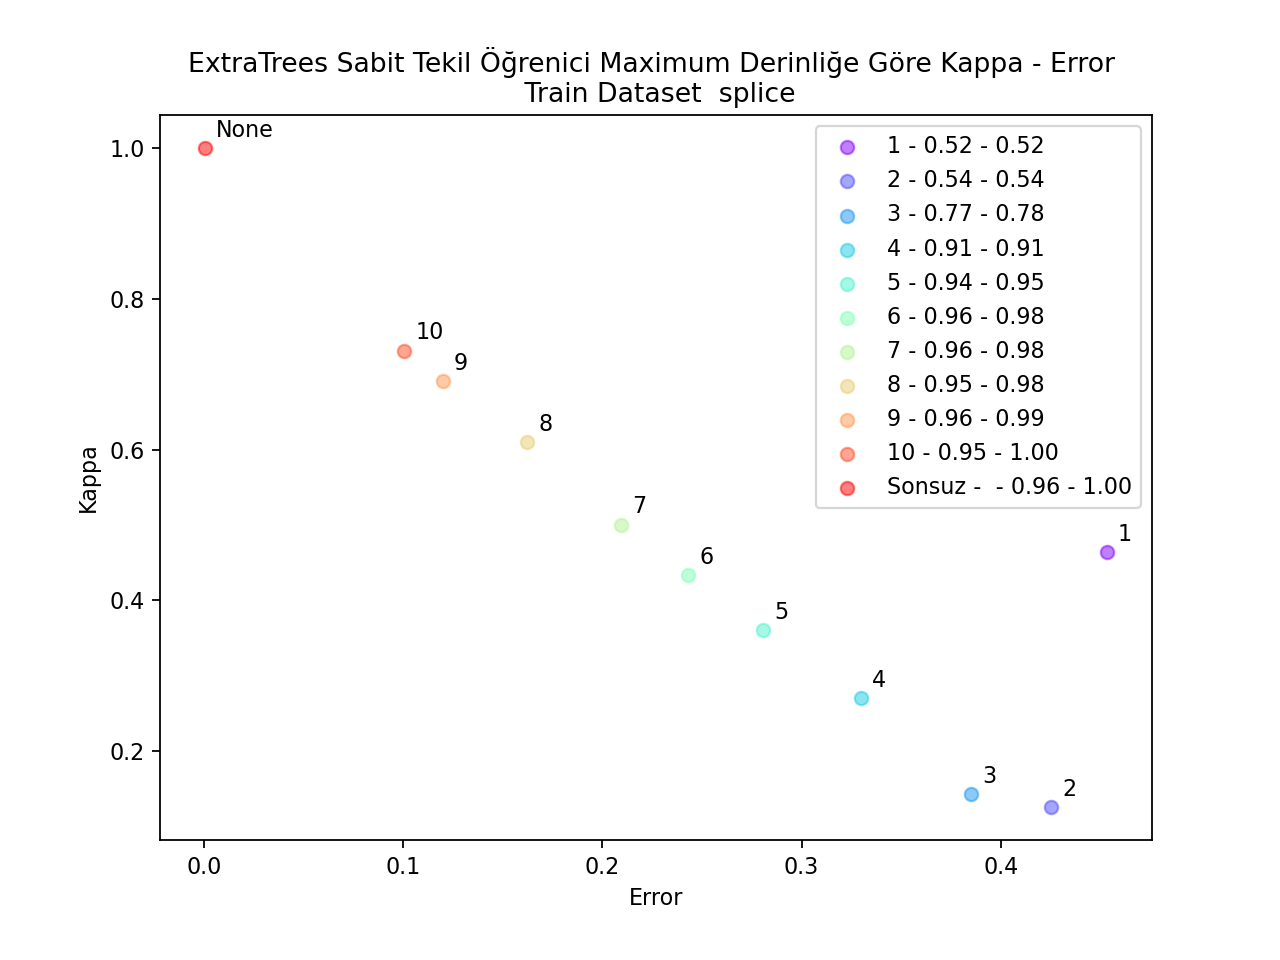 ExtraTrees Sabit Tekil Öğrenici Maximum Derinliğe Göre Kappa - Error
Train Dataset  splice
None
1 - 0.52 - 0.52
2 - 0.54 - 0.54
3 - 0.77 - 0.78
4 - 0.91 - 0.91
5 - 0.94 - 0.95
6 - 0.96 - 0.98
7 - 0.96 - 0.98
8 - 0.95 - 0.98
9 - 0.96 - 0.99
10 - 0.95 - 1.00
Sonsuz -  - 0.96 - 1.00
10
9
8
7
6
5
4
3
2
1
1.0
0.8
0.6
0.4
0.2
Kappa
0.0 0.1 0.2 0.3 0.4
Error